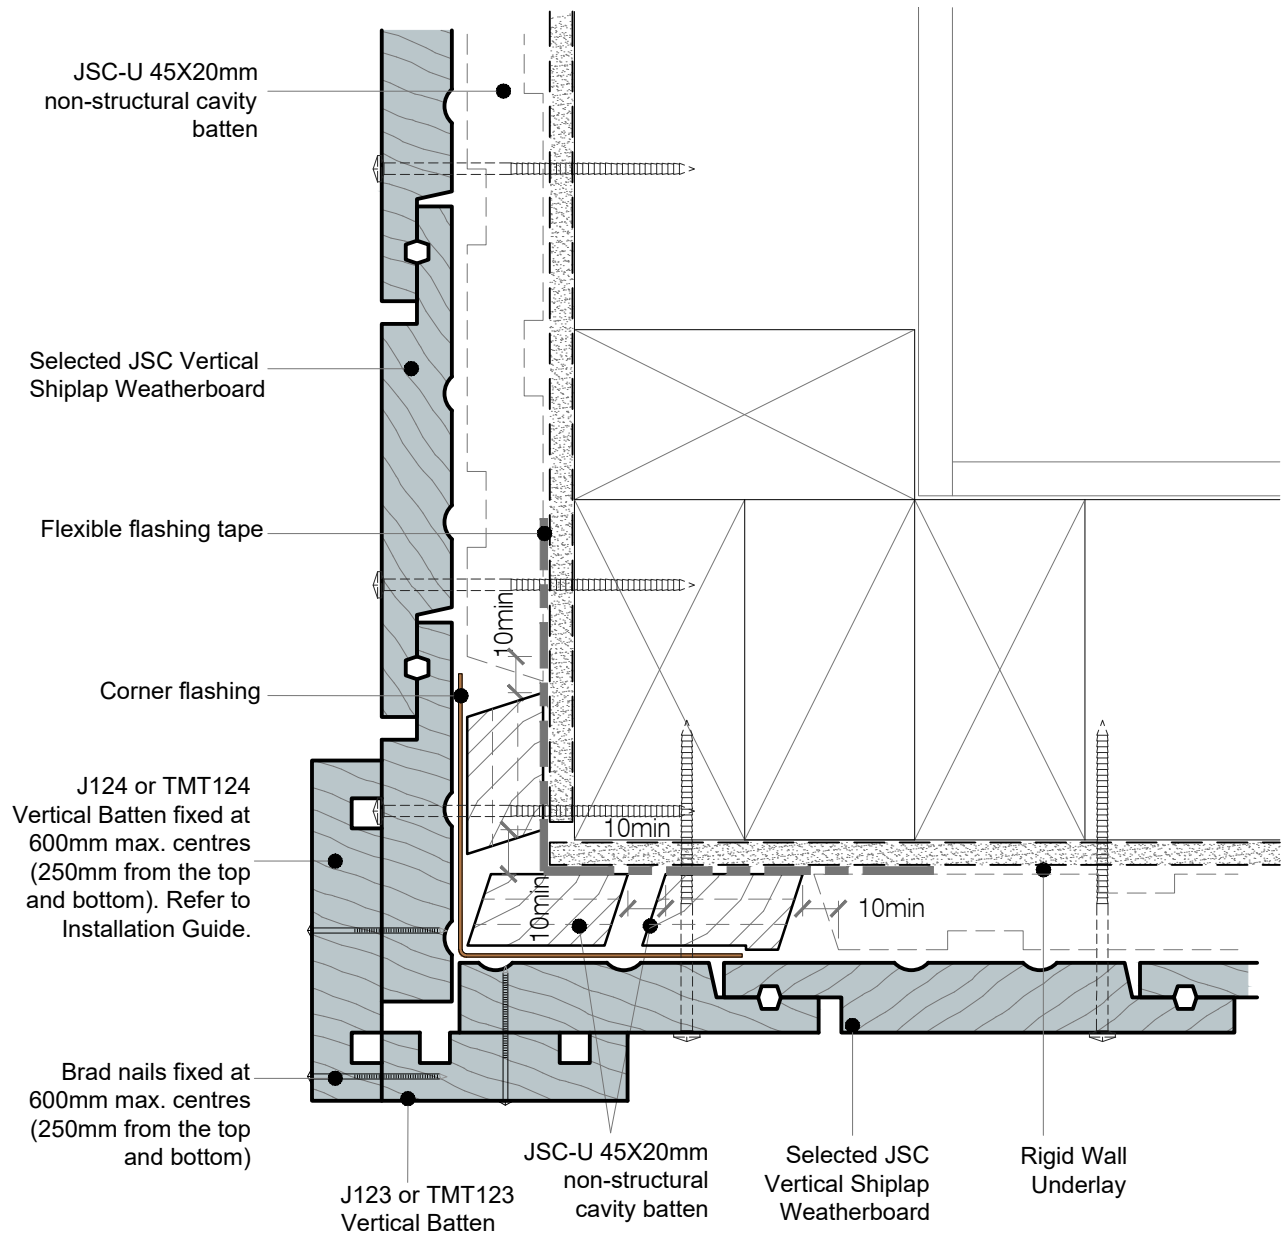 JSC-U 45X20mm
non-structural cavity
batten
Selected JSC Vertical
Shiplap Weatherboard
Flexible flashing tape
10min
Corner flashing
J124 or TMT124
Vertical Batten fixed at
600mm max. centres
(250mm from the top
and bottom). Refer to
Installation Guide.
10min
10min
10min
Brad nails fixed at
600mm max. centres
(250mm from the top
and bottom)
J123 or TMT123
Vertical Batten
JSC-U 45X20mm
non-structural
cavity batten
Selected JSC
Vertical Shiplap
Weatherboard
Rigid Wall
Underlay